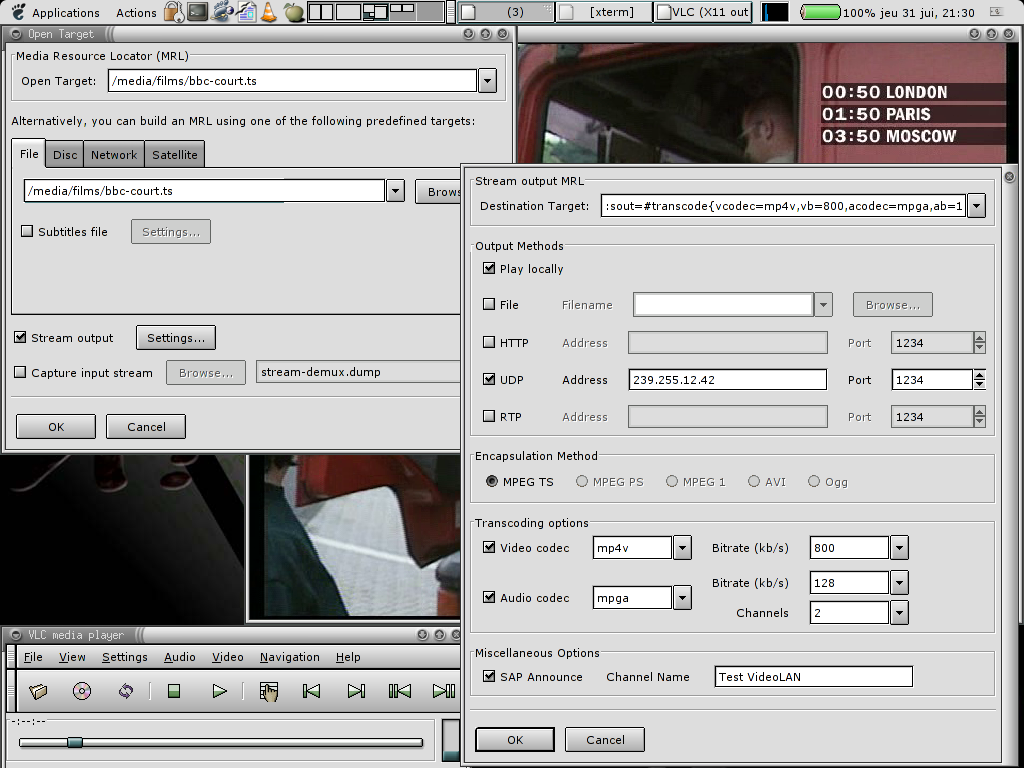 Applications Actions (3) [xterm] VLC (X11 out 100% jeu 31 jui, 21:30
Open Target
Media Resource Locator (MRL)
Open Target: /media/films/bbc-court.ts
Alternatively, you can build an MRL using one of the following predefined targets:
File Disc Network Satellite
/media/films/bbc-court.ts Brows
Subtitles file Settings...
Stream output Settings...
Capture input stream Browse... stream-demux.dump
OK Cancel
00:50 LONDON
01:50 PARIS
03:50 MOSCOW
Stream output MRL
Destination Target: :sout=#transcode{vcodec=mp4v,vb=800,acodec=mpga,ab=1
Output Methods
Play locally
File Filename Browse...
HTTP Address Port 1234
UDP Address 239.255.12.42 Port 1234
RTP Address Port 1234
Encapsulation Method
MPEG TS MPEG PS MPEG 1 AVI Ogg
Transcoding options
Video codec mp4v Bitrate (kb/s) 800
Bitrate (kb/s) 128
Audio codec mpga
Channels 2
Miscellaneous Options
SAP Announce Channel Name Test VideoLAN
OK Cancel
VLC media player
File View Settings Audio Video Navigation Help
-:--:--